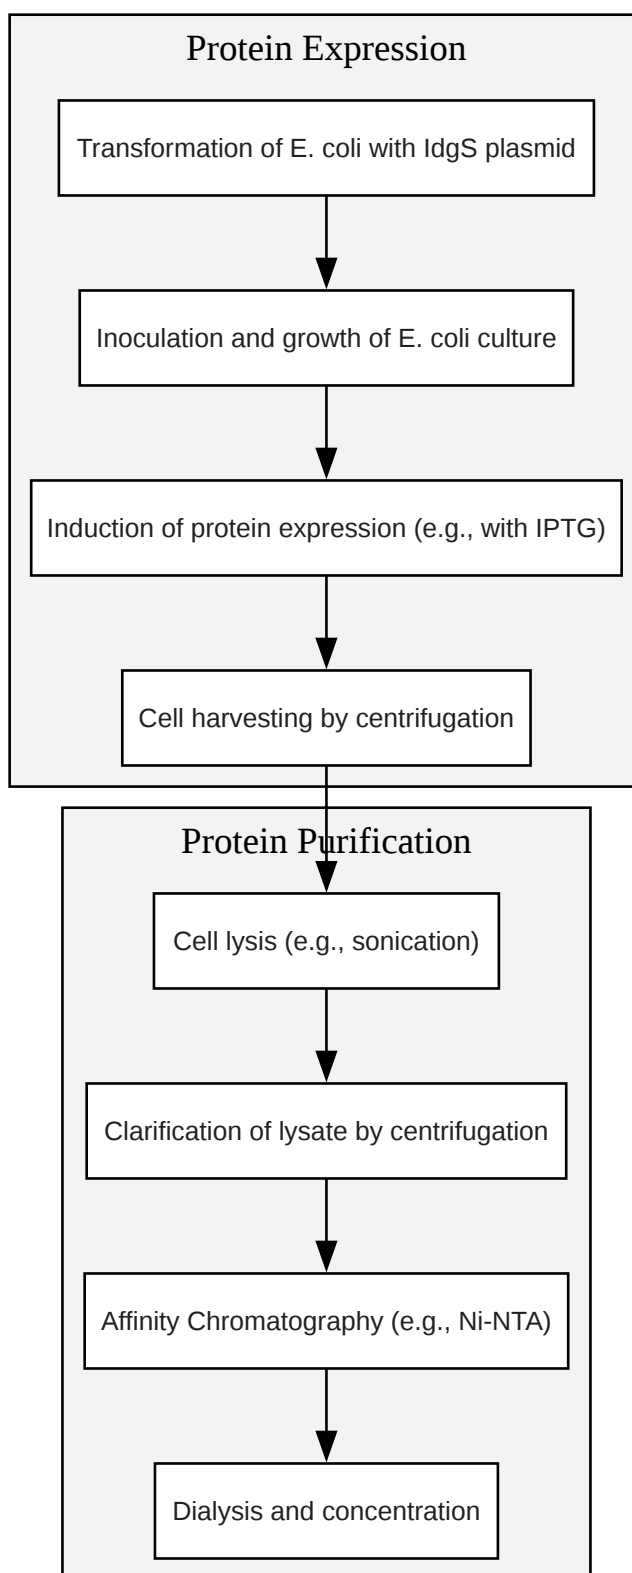 Protein Expression
Transformation of E. coli with IdgS plasmid
Inoculation and growth of E. coli culture
Induction of protein expression (e.g., with IPTG)
Cell harvesting by centrifugation
Protein Purification
Cell lysis (e.g., sonication)
Clarification of lysate by centrifugation
Affinity Chromatography (e.g., Ni-NTA)
Dialysis and concentration